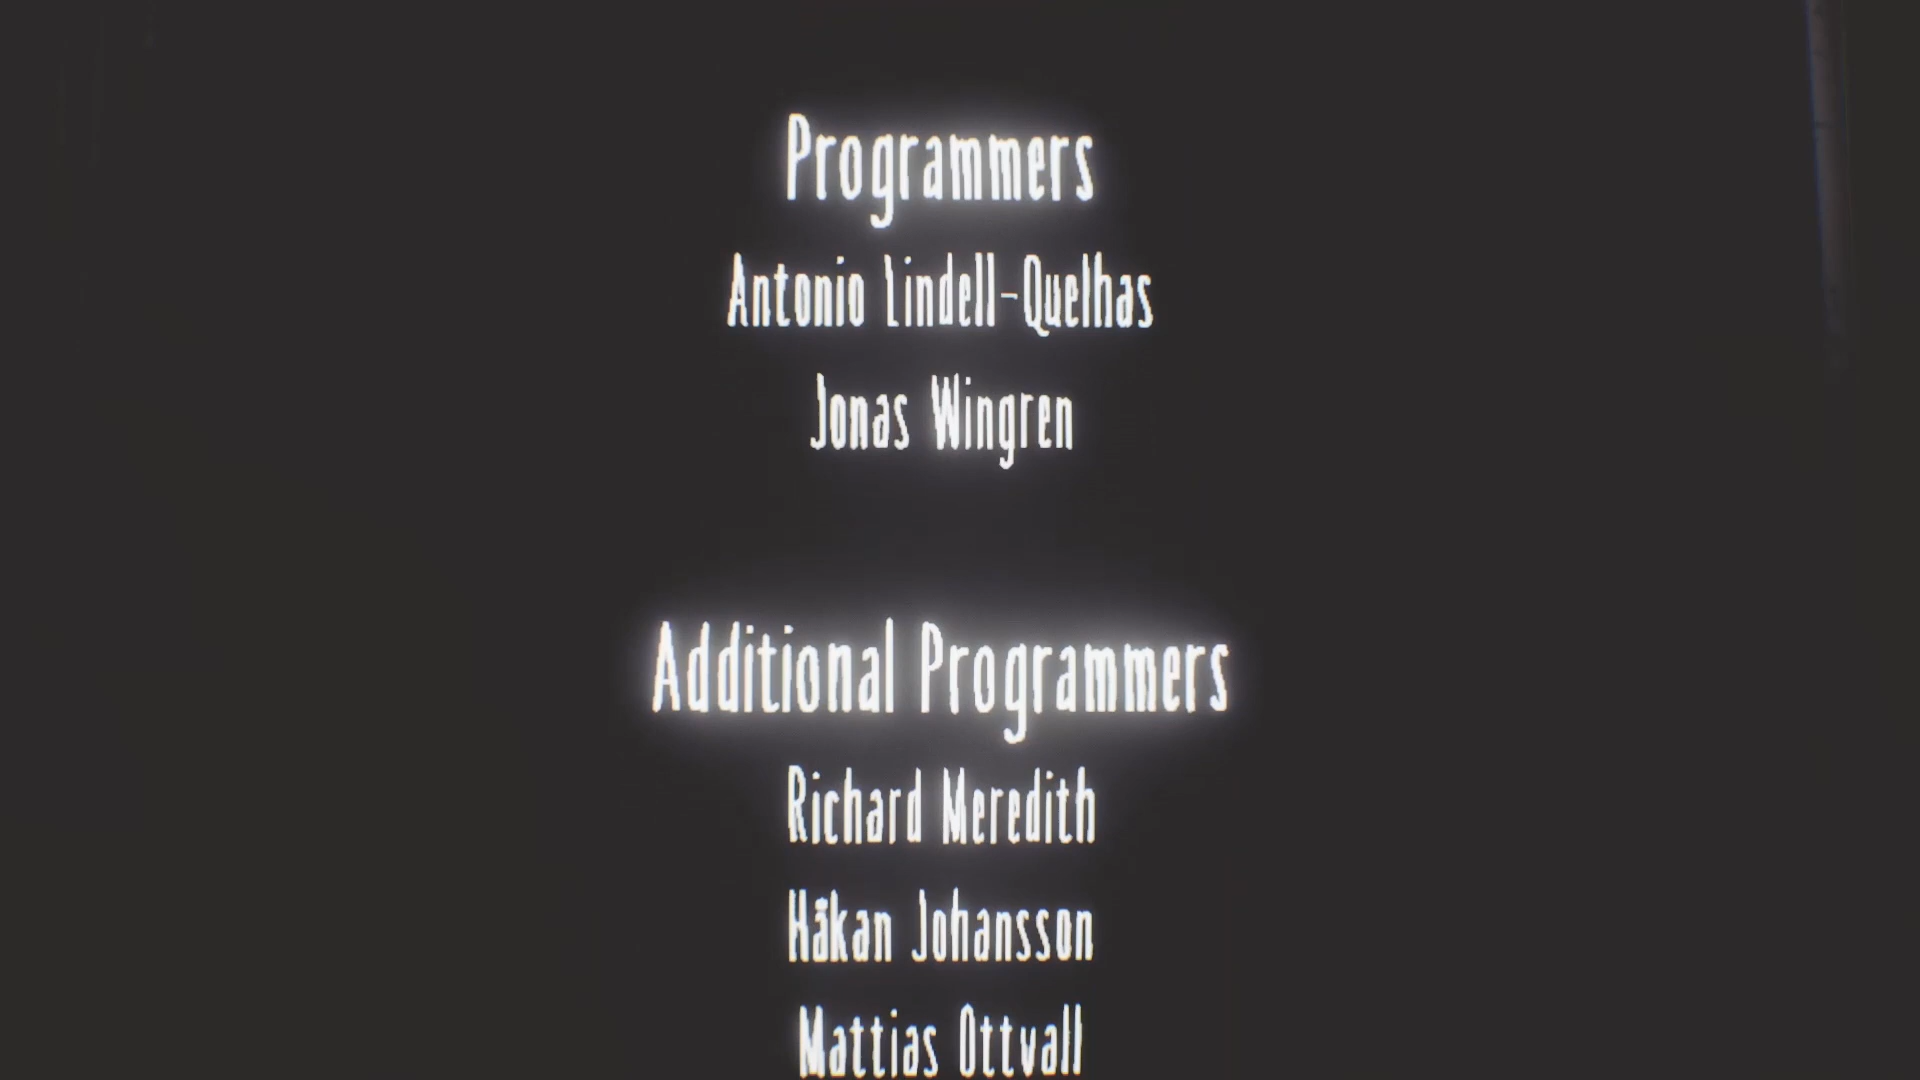 Programmers
Antonio Lindell-Quelhas
Jonas Wingren
Additional Programmers
Richard Meredith
Håkan Johansson
Mattias Ottvall